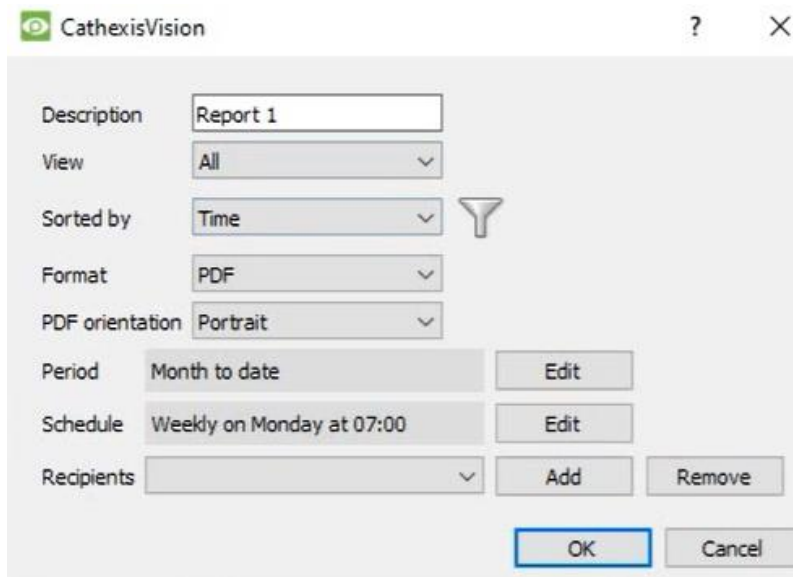 CathexisVision ? ×
Description Report 1
View All
Sorted by Time
Format PDF
PDF orientation Portrait
Period Month to date Edit
Schedule Weekly on Monday at 07:00 Edit
Recipients Add Remove
OK Cancel